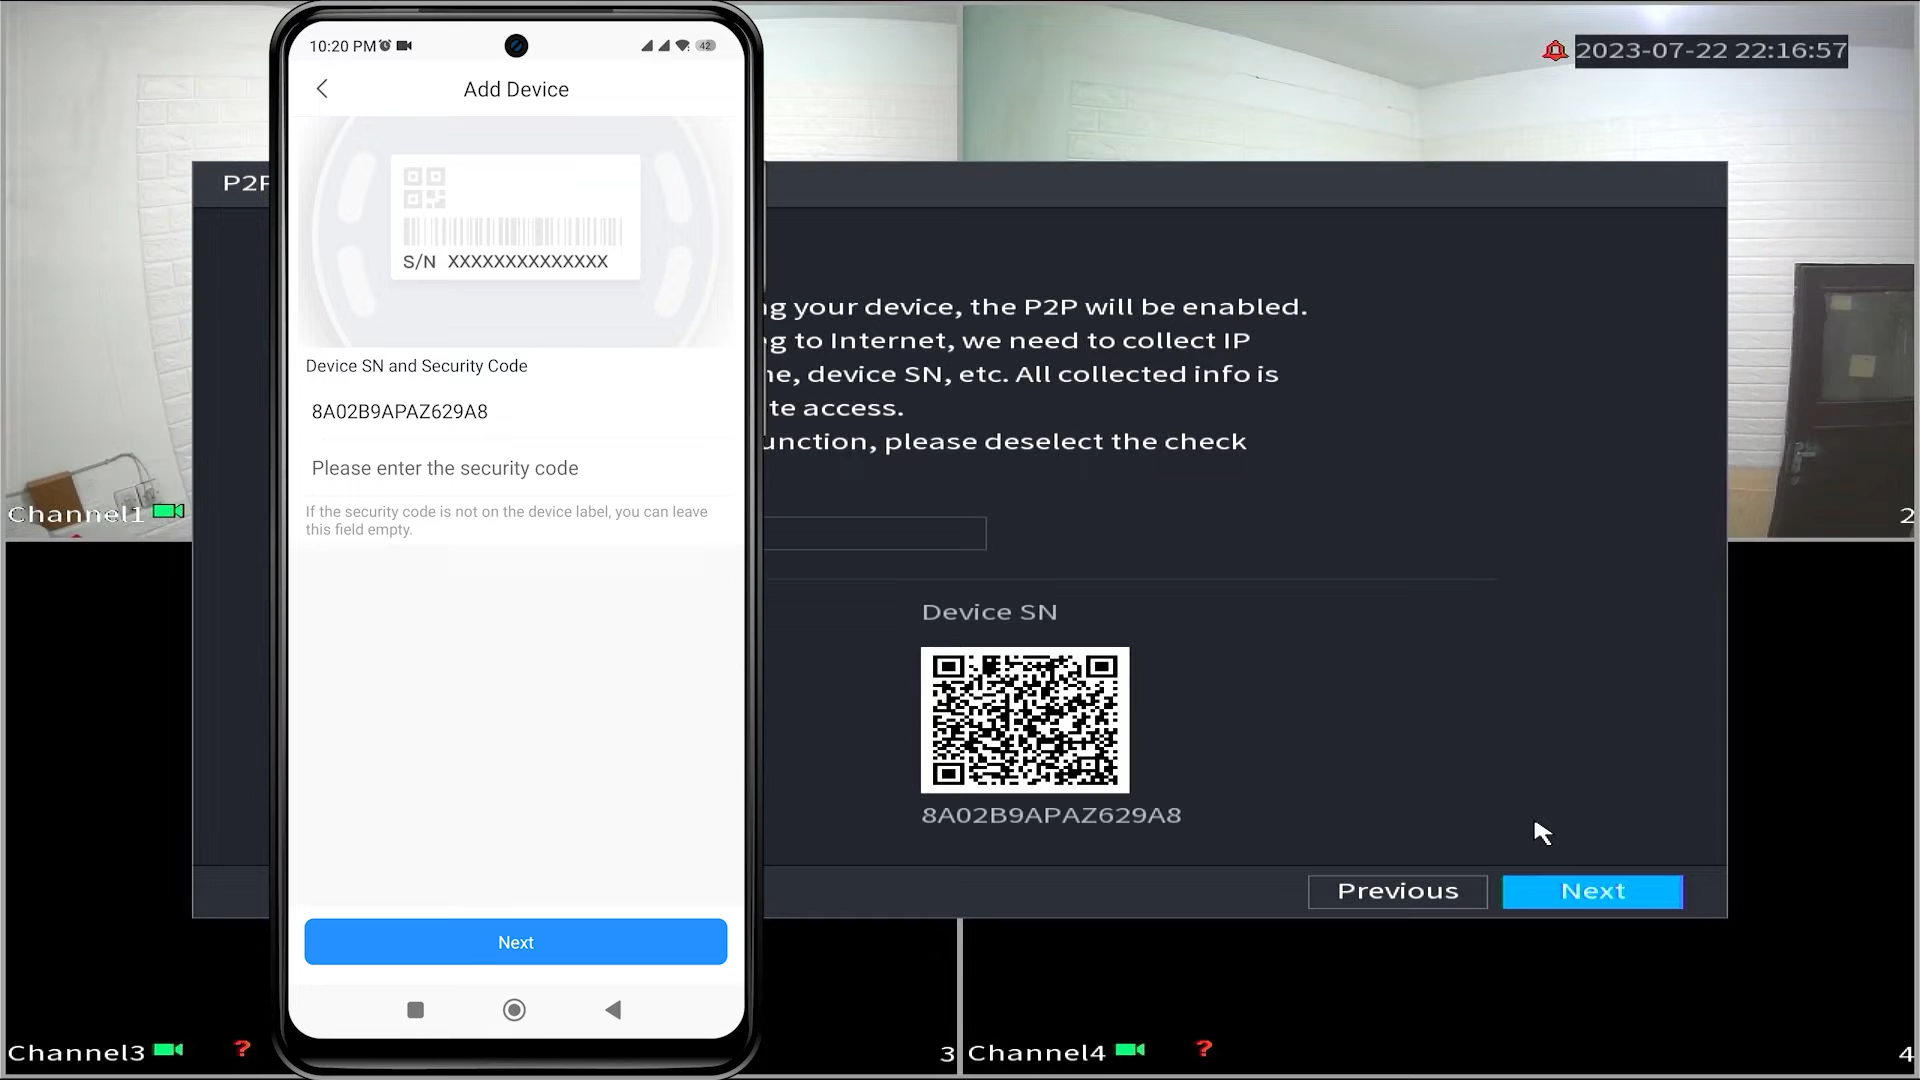 10:20 PM
42
Add Device
S/N XXXXXXXXXXXXXX
Device SN and Security Code
8A02B9APAZ629A8
Please enter the security code
If the security code is not on the device label, you can leave
this field empty.
Next
2023-07-22 22:16:57
P2P
g your device, the P2P will be enabled.
g to Internet, we need to collect IP
e, device SN, etc. All collected info is
te access.
unction, please deselect the check
Device SN
8A02B9APAZ629A8
Previous
Next
Channel1
2
Channel3
?
3
Channel4
?
4